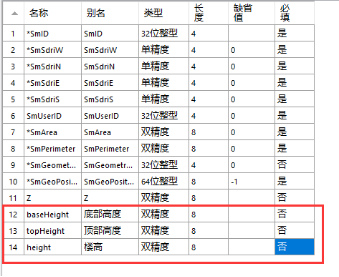 名称 别名 类型 长度 缺省值 必填
1 *SmID SmID 32位整型 4 是
2 *SmSdriW SmSdriW 单精度 4 0 是
3 *SmSdriN SmSdriN 单精度 4 0 是
4 *SmSdriE SmSdriE 单精度 4 0 是
5 *SmSdriS SmSdriS 单精度 4 0 是
6 SmUserID SmUserID 32位整型 4 0 是
7 *SmArea SmArea 双精度 8 0 是
8 *SmPerimeter SmPerimeter 双精度 8 0 是
9 *SmGeomet... SmGeometr... 32位整型 4 0 否
10 *SmGeoPosi... SmGeoPosit... 64位整型 8 -1 是
11 Z Z 双精度 8 否
12 baseHeight 底部高度 双精度 8 否
13 topHeight 顶部高度 双精度 8 否
14 height 楼高 双精度 8 否